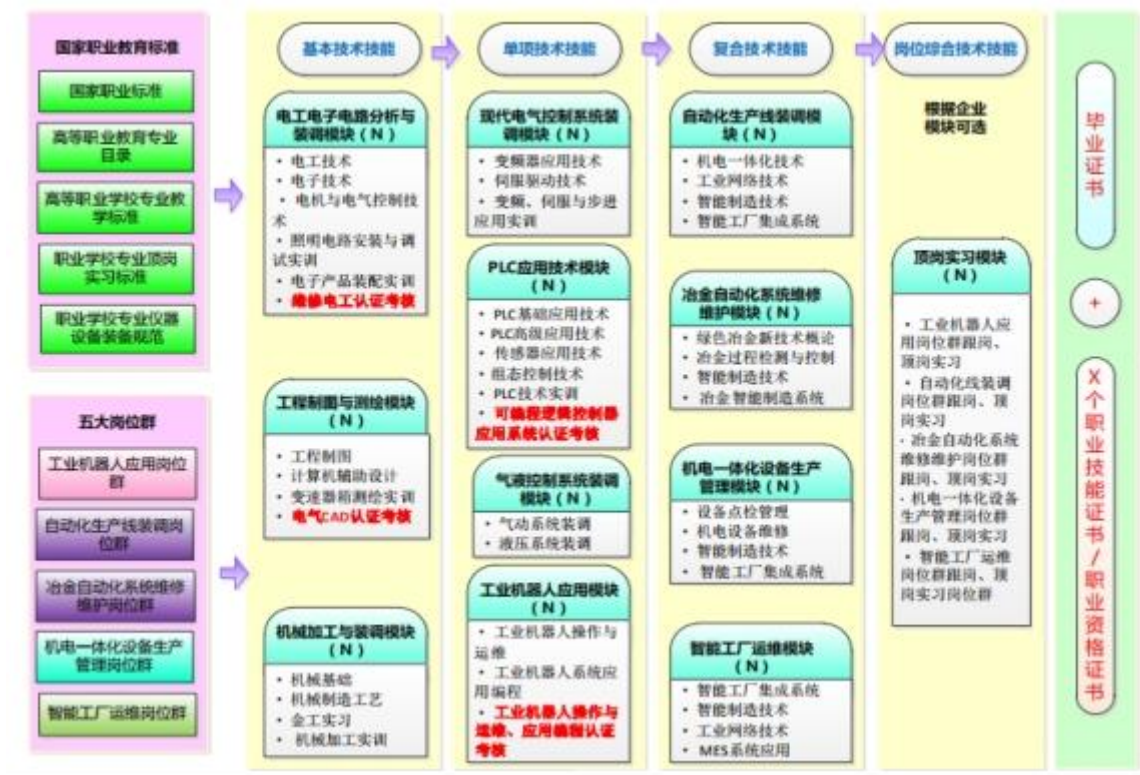 国家职业教育标准
国家职业标准
高等职业教育专业
目录
高等职业学校专业教
学标准
职业学校专业顶岗
实习标准
职业学校专业仪器
设备装备规范
五大岗位群
工业机器人应用岗位
群
自动化生产线装调岗
位群
冶金自动化系统维修
维护岗位群
机电一体化设备生产
管理岗位群
智能工厂运维岗位群
基本技术技能
电工电子电路分析与
装调模块(N)
• 电工技术
• 电子技术
• 电机与电气控制技
术
• 照明电路安装与调
试实训
• 电子产品装配实训
• 维修电工认证考核
工程制图与测绘模块
(N)
• 工程制图
• 计算机辅助设计
• 变速器箱测绘实训
• 电气CAD认证考核
机械加工与装调模块
(N)
• 机械基础
• 机械制造工艺
• 金工实习
• 机械加工实训
单项技术技能
现代电气控制系统装
调模块(N)
• 变频器应用技术
• 伺服驱动技术
• 变频、伺服与步进
应用实训
PLC应用技术模块
(N)
• PLC基础应用技术
• PLC高级应用技术
• 传感器应用技术
• 组态控制技术
• PLC技术实训
• 可编程逻辑控制器
应用系统认证考核
气液控制系统装调
模块(N)
• 气动系统装调
• 液压系统装调
工业机器人应用模块
(N)
• 工业机器人操作与
运维
• 工业机器人系统应
用编程
• 工业机器人操作与
运维、应用编程认证
考核
复合技术技能
自动化生产线装调模
块(N)
• 机电一体化技术
• 工业网络技术
• 智能制造技术
• 智能工厂集成系统
冶金自动化系统维修
维护模块(N)
• 绿色冶金新技术概论
• 冶金过程检测与控制
• 智能制造技术
• 冶金智能制造系统
机电一体化设备生产
管理模块(N)
• 设备点检管理
• 机电设备维修
• 智能制造技术
• 智能工厂集成系统
智能工厂运维模块
(N)
• 智能工厂集成系统
• 智能制造技术
• 工业网络技术
• MES系统应用
岗位综合技术技能
根据企业
模块可选
顶岗实习模块
(N)
• 工业机器人应
用岗位群跟岗、
顶岗实习
• 自动化线装调
岗位群跟岗、顶
岗实习
· 冶金自动化系统
维修维护岗位群
跟岗、顶岗实习
· 机电一体化设备
生产管理岗位群
跟岗、顶岗实习
• 智能工厂运维
岗位群跟岗、顶
岗实习岗位群
毕业证书
+
X个职业技能证书/职业资格证书